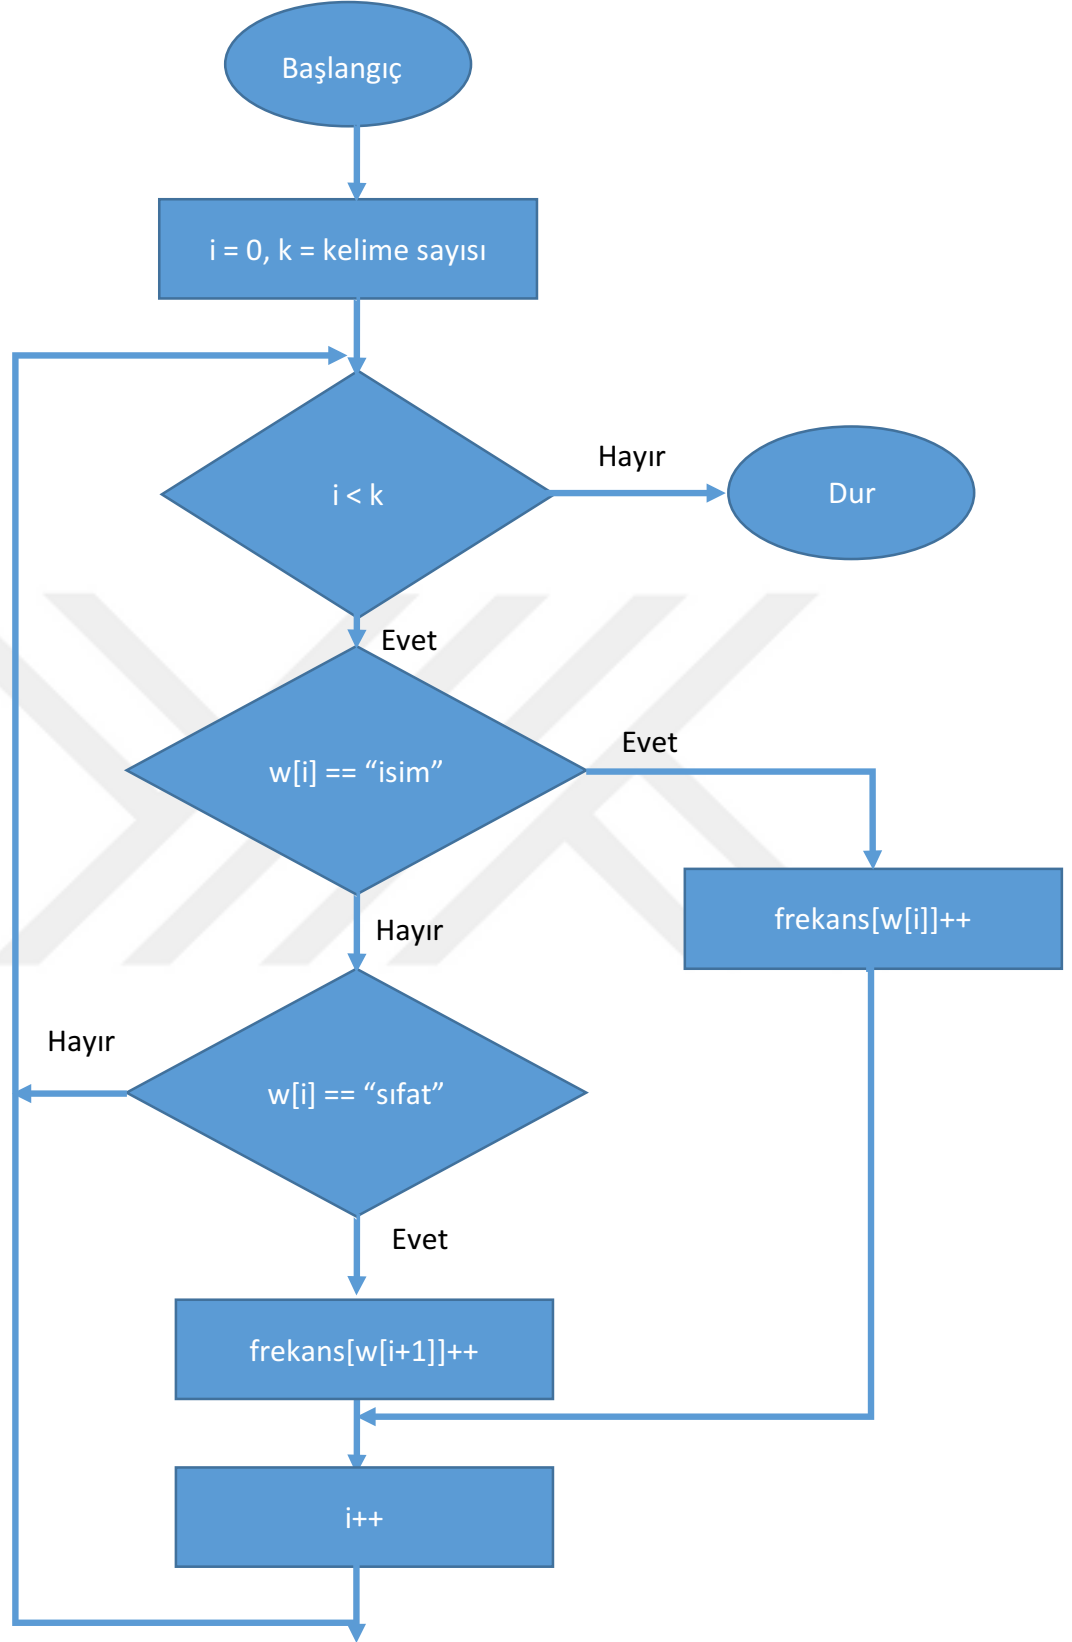 Başlangıç
i = 0, k = kelime sayısı
i < k
Hayır
Dur
Evet
w[i] == “isim”
Evet
frekans[w[i]]++
Hayır
Hayır
w[i] == “sıfat”
Evet
frekans[w[i+1]]++
i++